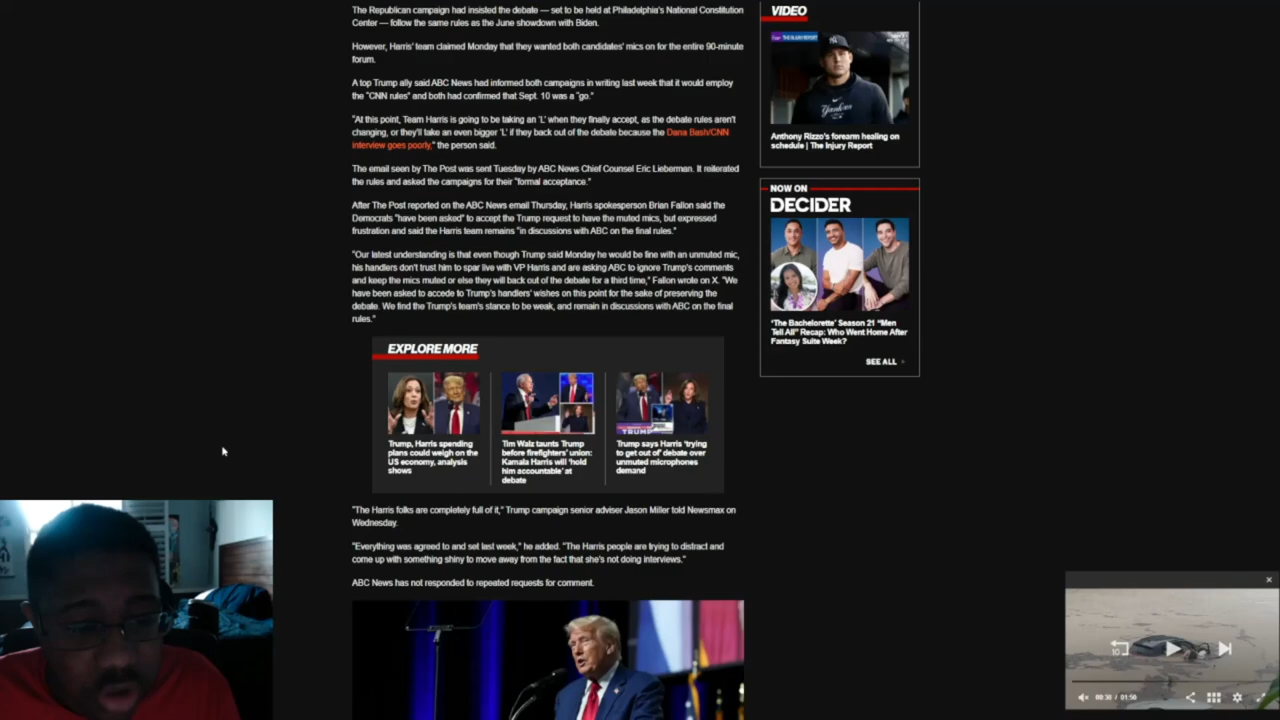 The Republican campaign had insisted the debate — set to be held at Philadelphia's National Constitution
Center — follow the same rules as the June showdown with Biden.
However, Harris' team claimed Monday that they wanted both candidates' mics on for the entire 90-minute
forum.
A top Trump ally said ABC News had informed both campaigns in writing last week that it would employ
the "CNN rules" and both had confirmed that Sept. 10 was a "go."
"At this point, Team Harris is going to be taking an 'L' when they finally accept, as the debate rules aren't
changing, or they'll take an even bigger 'L' if they back out of the debate because the Dana Bash/CNN
interview goes poorly," the person said.
The email seen by The Post was sent Tuesday by ABC News Chief Counsel Eric Lieberman. It reiterated
the rules and asked the campaigns for their "formal acceptance."
After The Post reported on the ABC News email Thursday, Harris spokesperson Brian Fallon said the
Democrats "have been asked" to accept the Trump request to have the muted mics, but expressed
frustration and said the Harris team remains "in discussions with ABC on the final rules."
"Our latest understanding is that even though Trump said Monday he would be fine with an unmuted mic,
his handlers don't trust him to spar live with VP Harris and are asking ABC to ignore Trump's comments
and keep the mics muted or else they will back out of the debate for a third time," Fallon wrote on X. "We
have been asked to accede to Trump's handlers' wishes on this point for the sake of preserving the
debate. We find the Trump's team's stance to be weak, and remain in discussions with ABC on the final
rules."
EXPLORE MORE
Trump, Harris spending
plans could weigh on the
US economy, analysis
shows
Tim Walz taunts Trump
before firefighters' union:
Kamala Harris will 'hold
him accountable' at
debate
Trump says Harris 'trying
to get out of' debate over
unmuted microphones
demand
"The Harris folks are completely full of it," Trump campaign senior adviser Jason Miller told Newsmax on
Wednesday.
"Everything was agreed to and set last week," he added. "The Harris people are trying to distract and
come up with something shiny to move away from the fact that she's not doing interviews."
ABC News has not responded to repeated requests for comment.
VIDEO
THE INJURY REPORT
Yankees
Anthony Rizzo's forearm healing on
schedule | The Injury Report
NOW ON
DECIDER
'The Bachelorette' Season 21 "Men
Tell All" Recap: Who Went Home After
Fantasy Suite Week?
SEE ALL
10
00:30 / 01:50